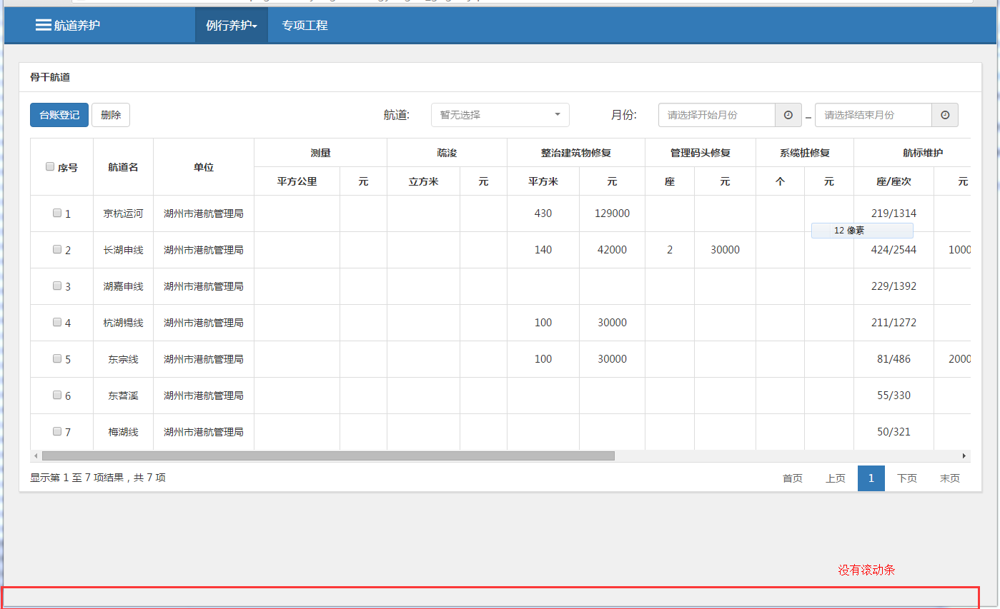 航道养护 例行养护 专项工程
骨干航道
台账登记 删除 航道: 暂无选择 月份: 请选择开始月份 – 请选择结束月份
序号 航道名 单位 测量 疏浚 整治建筑物修复 管理码头修复 系缆桩修复 航标维护
平方公里 元 立方米 元 平方米 元 座 元 个 元 座/座次 元
1 京杭运河 湖州市港航管理局 430 129000 219/1314
12 像素
2 长湖申线 湖州市港航管理局 140 42000 2 30000 424/2544 1000
3 湖嘉申线 湖州市港航管理局 229/1392
4 杭湖锡线 湖州市港航管理局 100 30000 211/1272
5 东宗线 湖州市港航管理局 100 30000 81/486 2000
6 东苕溪 湖州市港航管理局 55/330
7 梅湖线 湖州市港航管理局 50/321
显示第 1 至 7 项结果，共 7 项 首页 上页 1 下页 末页
没有滚动条